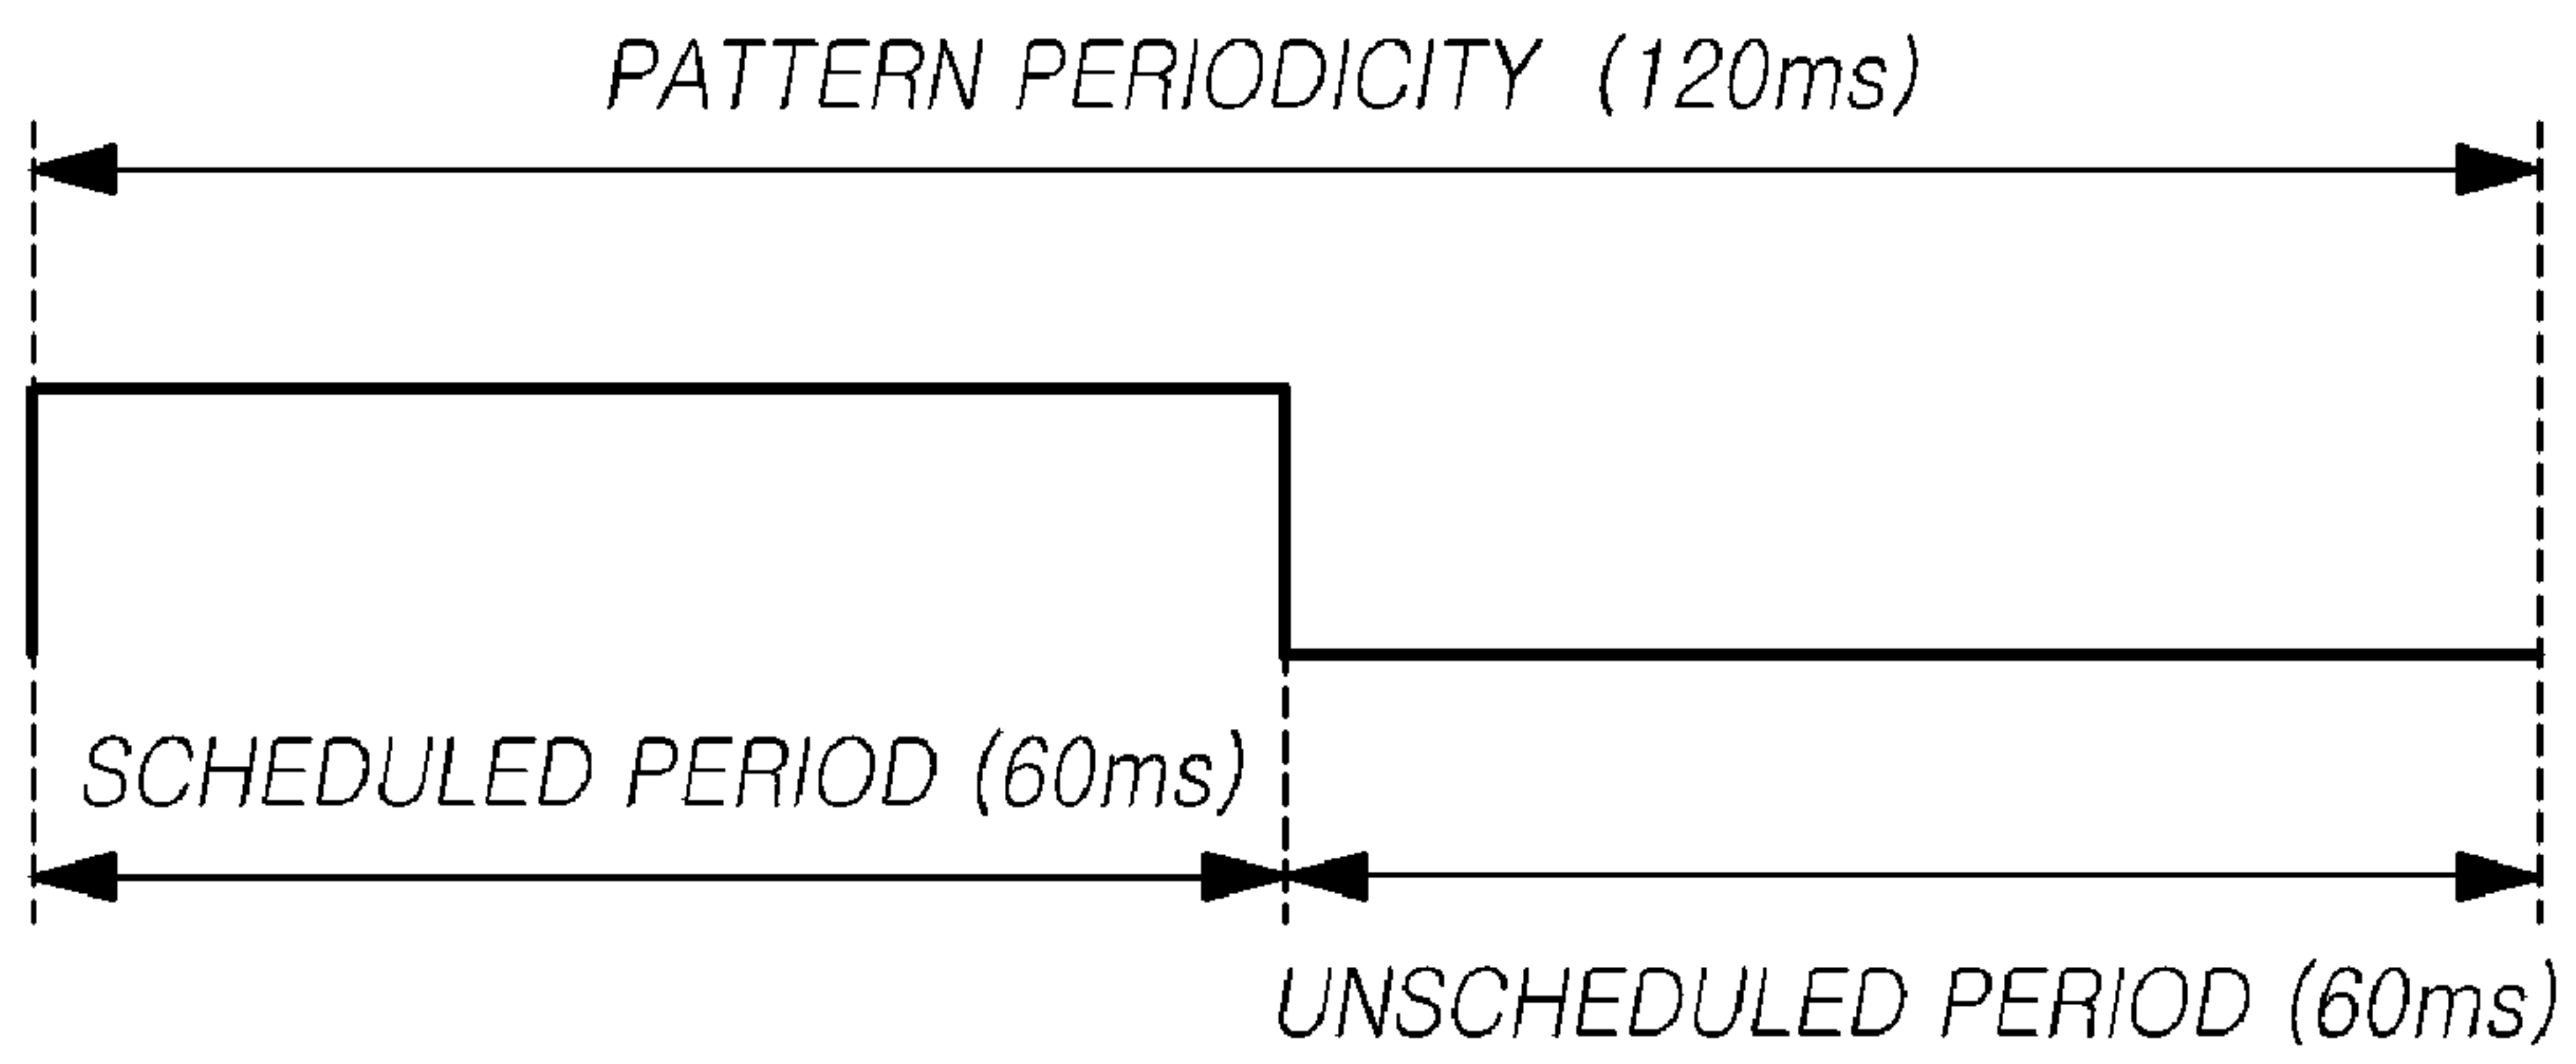 PATTERN PERIODICITY (120ms)
SCHEDULED PERIOD (60ms)
UNSCHEDULED PERIOD (60ms)